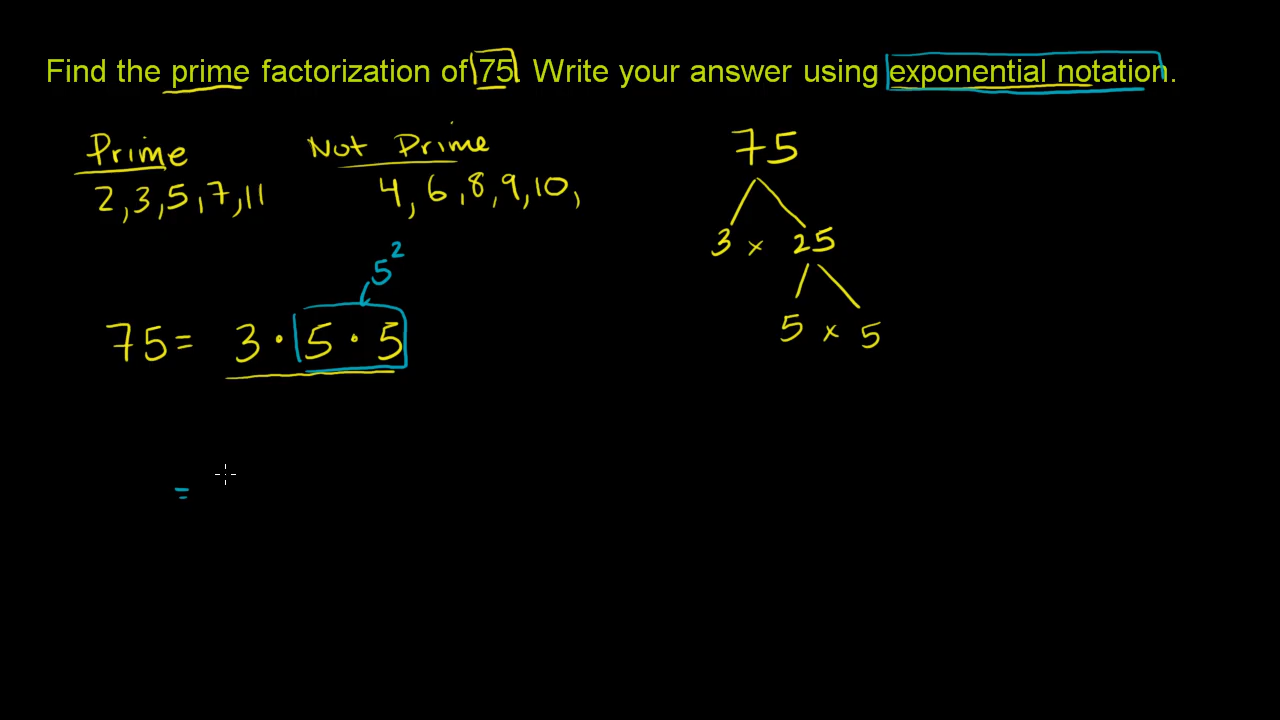 Find the prime factorization of 75. Write your answer using exponential notation.
Prime
2, 3, 5, 7, 11
Not Prime
4, 6, 8, 9, 10,
75
3 × 25
5 × 5
5²
75 = 3 · 5 · 5
=